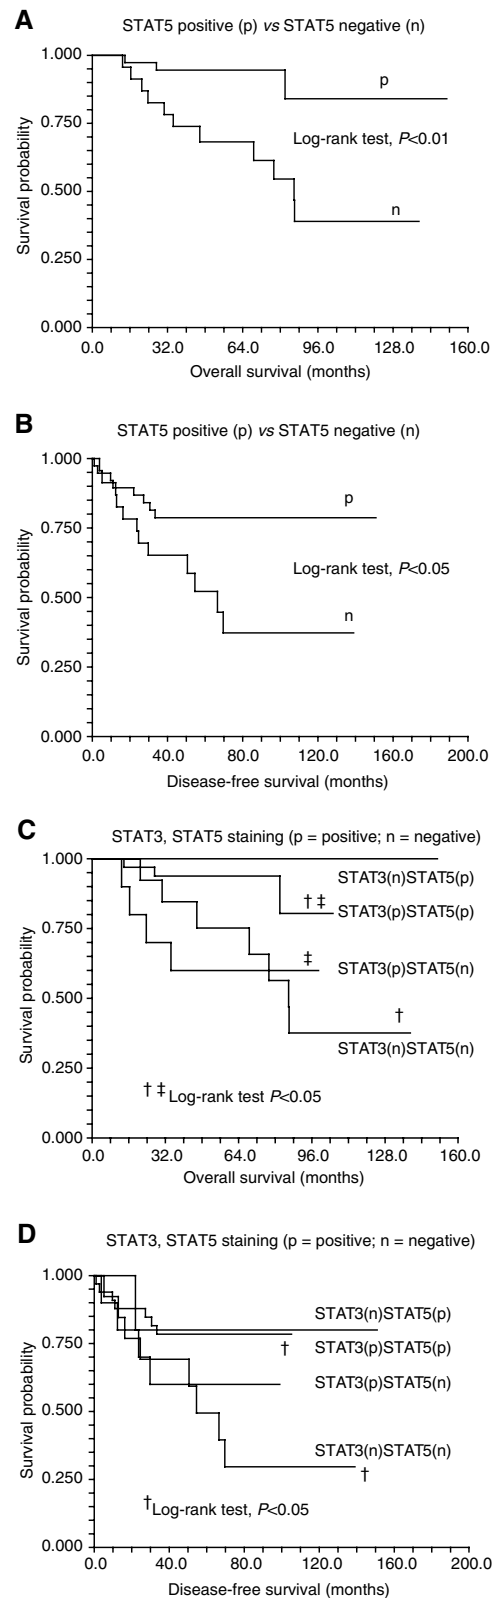 A
STAT5 positive (p) vs STAT5 negative (n)
1.000
0.750
0.500
0.250
0.000
Survival probability
p
Log-rank test, P<0.01
n
0.0 32.0 64.0 96.0 128.0 160.0
Overall survival (months)
B
STAT5 positive (p) vs STAT5 negative (n)
1.000
0.750
0.500
0.250
0.000
Survival probability
p
Log-rank test, P<0.05
n
0.0 40.0 80.0 120.0 160.0 200.0
Disease-free survival (months)
C
STAT3, STAT5 staining (p = positive; n = negative)
1.000
0.750
0.500
0.250
0.000
Survival probability
STAT3(n)STAT5(p)
† ‡
STAT3(p)STAT5(p)
‡
STAT3(p)STAT5(n)
†
STAT3(n)STAT5(n)
† ‡ Log-rank test P<0.05
0.0 32.0 64.0 96.0 128.0 160.0
Overall survival (months)
D
STAT3, STAT5 staining (p = positive; n = negative)
1.000
0.750
0.500
0.250
0.000
Survival probability
STAT3(n)STAT5(p)
†
STAT3(p)STAT5(p)
STAT3(p)STAT5(n)
STAT3(n)STAT5(n)
†
†Log-rank test, P<0.05
0.0 40.0 80.0 120.0 160.0 200.0
Disease-free survival (months)